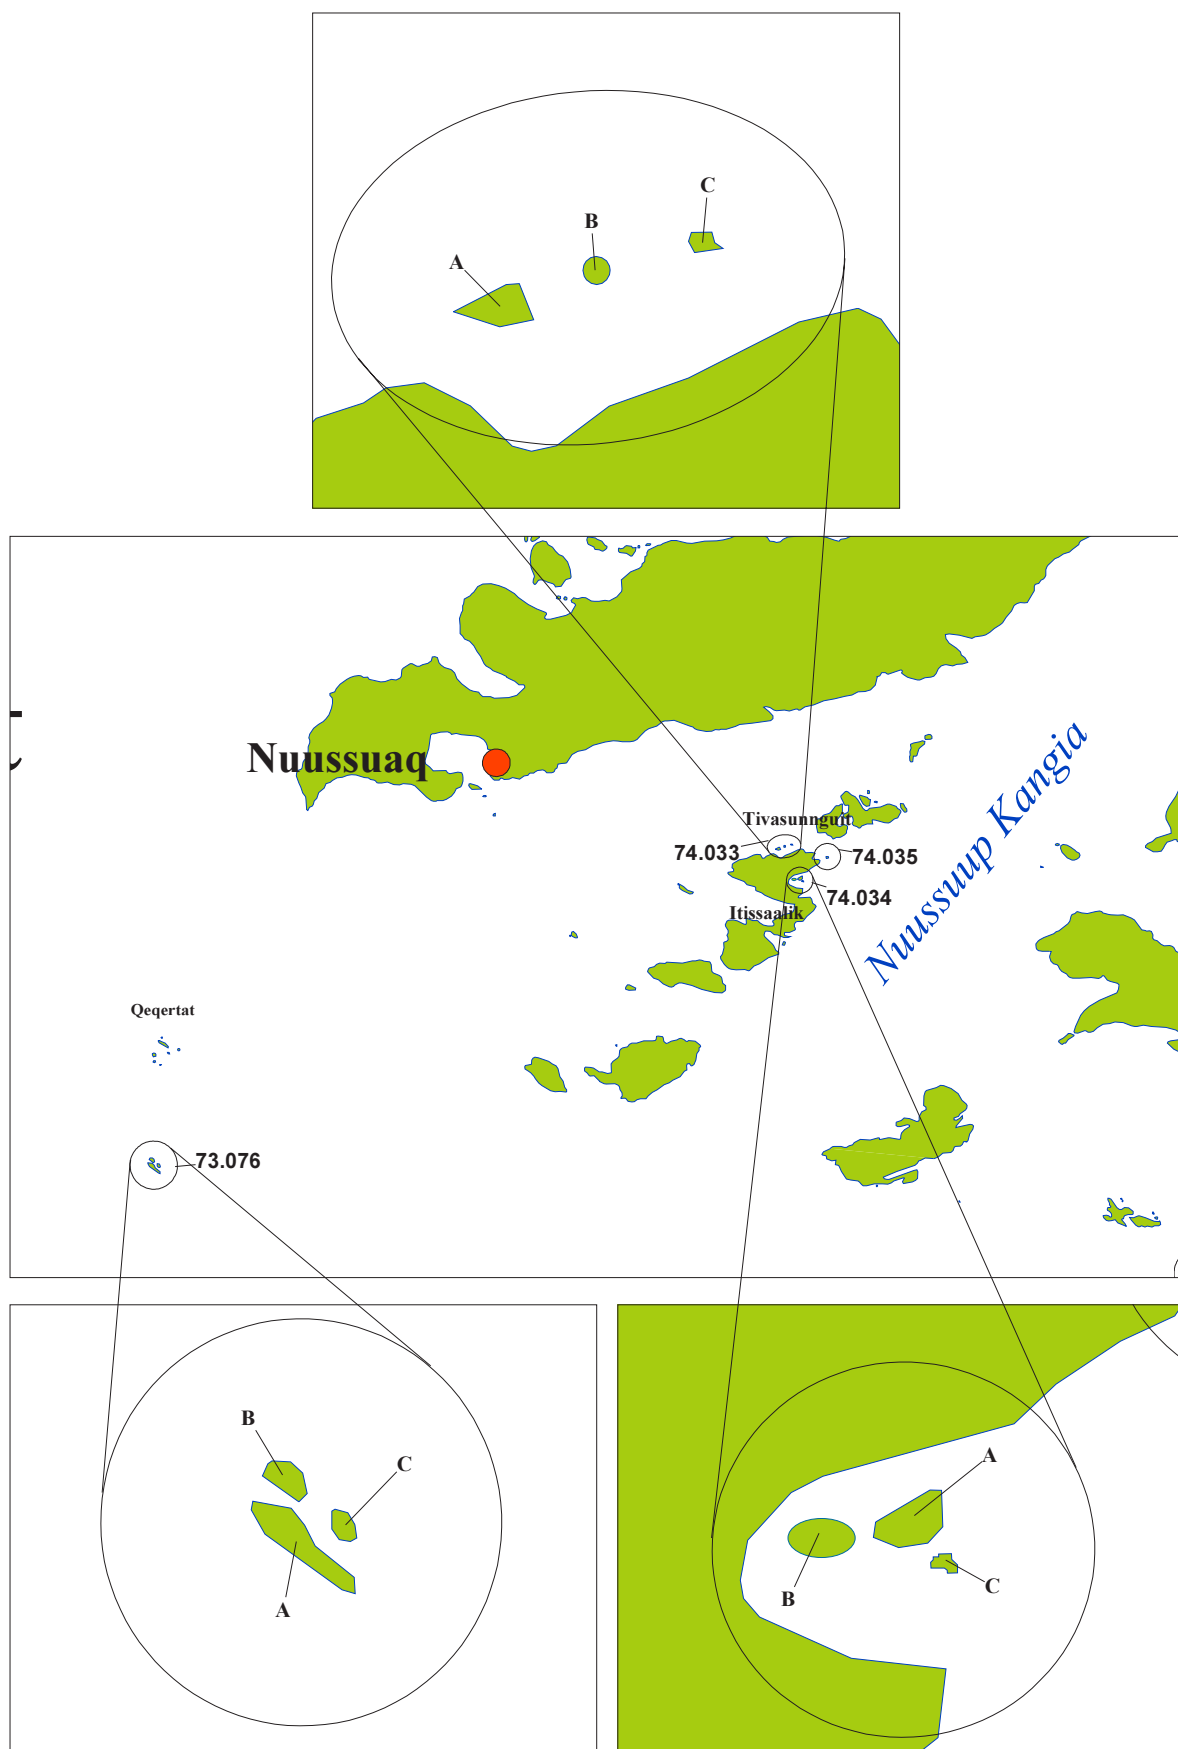 C
B
A
Nuussuaq
Tivasunnguit
74.033
74.035
74.034
Itissaalik
Nuussuup Kangia
Qeqertat
73.076
B
C
A
A
B
C